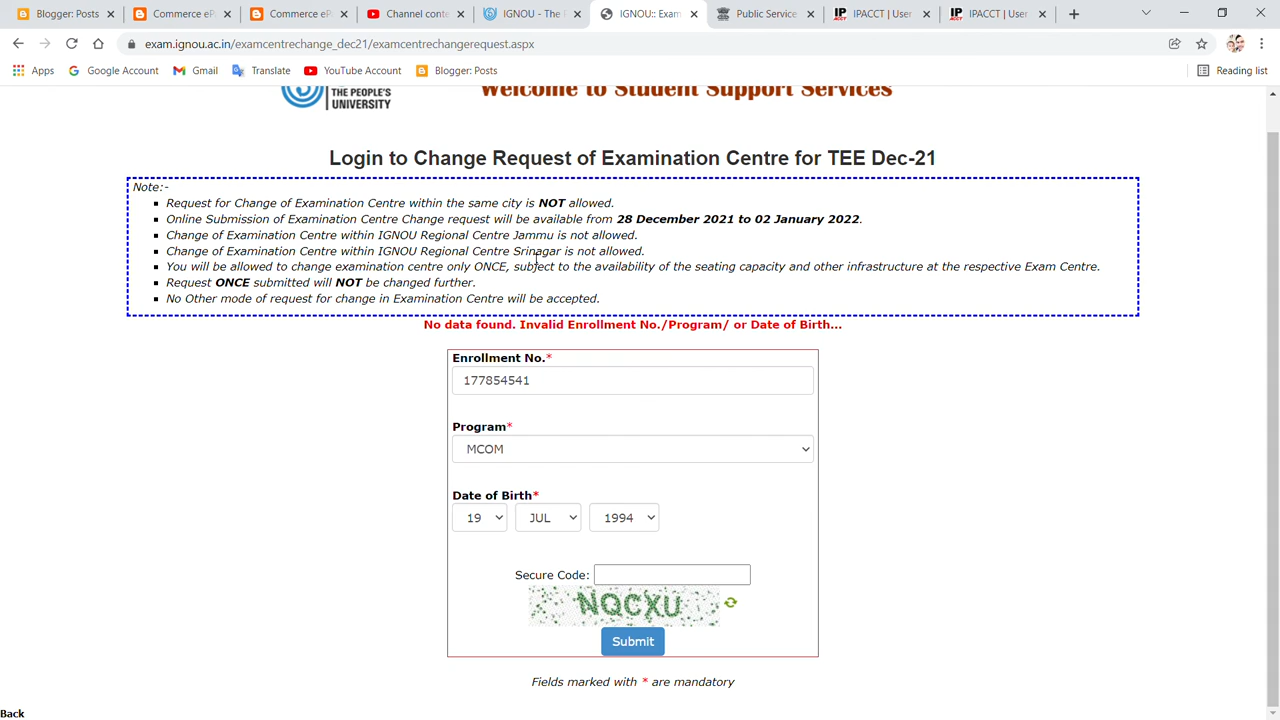 Blogger: Posts
Commerce eP
Commerce eP
Channel conte
IGNOU - The P
IGNOU:: Exam
Public Service
IPACCT | User
IPACCT | User
exam.ignou.ac.in/examcentrechange_dec21/examcentrechangerequest.aspx
Apps
Google Account
Gmail
Translate
YouTube Account
Blogger: Posts
Reading list
THE PEOPLE'S
UNIVERSITY
Welcome to Student Support Services
Login to Change Request of Examination Centre for TEE Dec-21
Note:-
Request for Change of Examination Centre within the same city is NOT allowed.
Online Submission of Examination Centre Change request will be available from 28 December 2021 to 02 January 2022.
Change of Examination Centre within IGNOU Regional Centre Jammu is not allowed.
Change of Examination Centre within IGNOU Regional Centre Srinagar is not allowed.
You will be allowed to change examination centre only ONCE, subject to the availability of the seating capacity and other infrastructure at the respective Exam Centre.
Request ONCE submitted will NOT be changed further.
No Other mode of request for change in Examination Centre will be accepted.
No data found. Invalid Enrollment No./Program/ or Date of Birth...
Enrollment No.*
177854541
Program*
MCOM
Date of Birth*
19 JUL 1994
Secure Code:
NQCXU
Submit
Fields marked with * are mandatory
Back